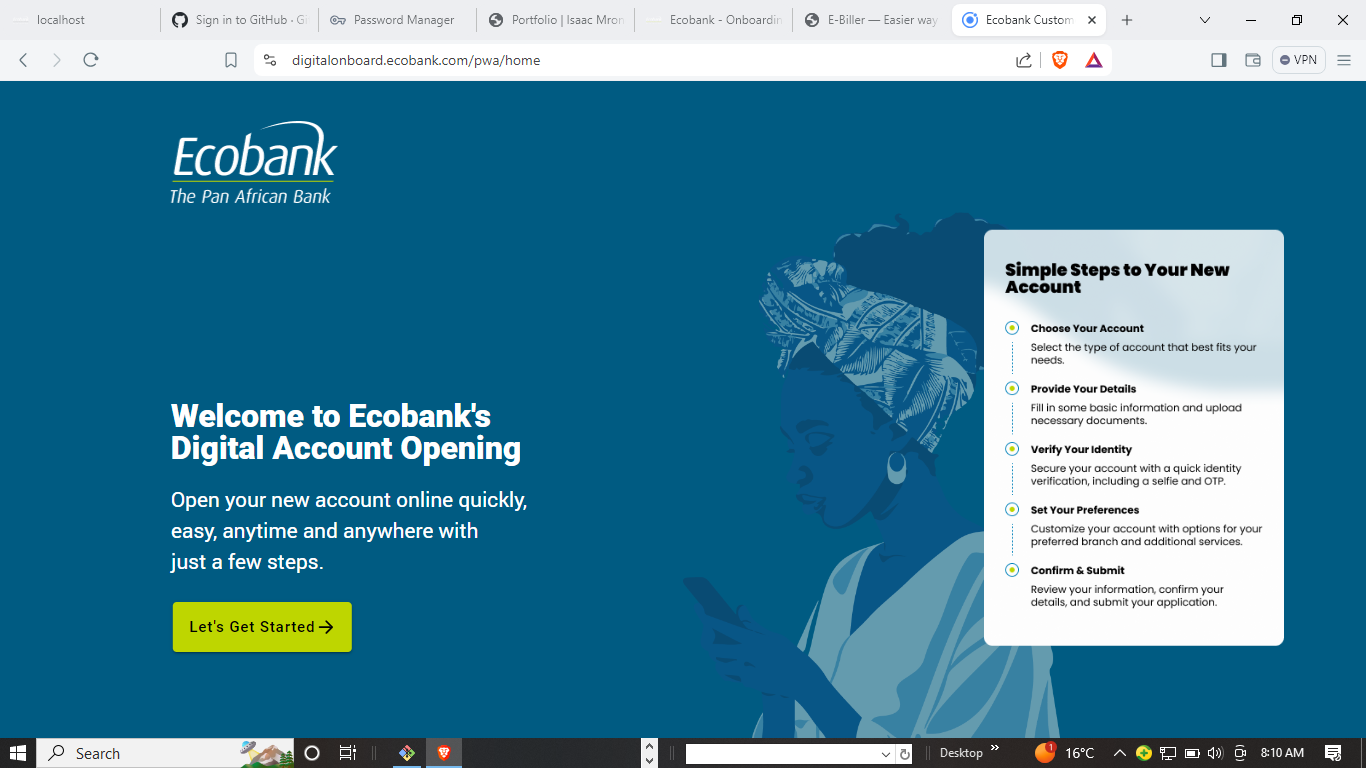 localhost
Sign in to GitHub · Gi
Password Manager
Portfolio | Isaac Mron
Ecobank - Onboardin
E-Biller — Easier way
Ecobank Custom
digitalonboard.ecobank.com/pwa/home
VPN
Ecobank
The Pan African Bank
Welcome to Ecobank's
Digital Account Opening
Open your new account online quickly,
easy, anytime and anywhere with
just a few steps.
Let's Get Started
Simple Steps to Your New
Account
Choose Your Account
Select the type of account that best fits your
needs.
Provide Your Details
Fill in some basic information and upload
necessary documents.
Verify Your Identity
Secure your account with a quick identity
verification, including a selfie and OTP.
Set Your Preferences
Customize your account with options for your
preferred branch and additional services.
Confirm & Submit
Review your information, confirm your
details, and submit your application.
Search
Desktop
1
16°C
8:10 AM